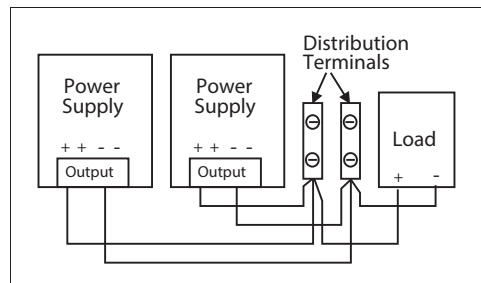 Distribution
Terminals
Power
Supply
+ + - -
Output
Power
Supply
+ + - -
Output
Load
+ -